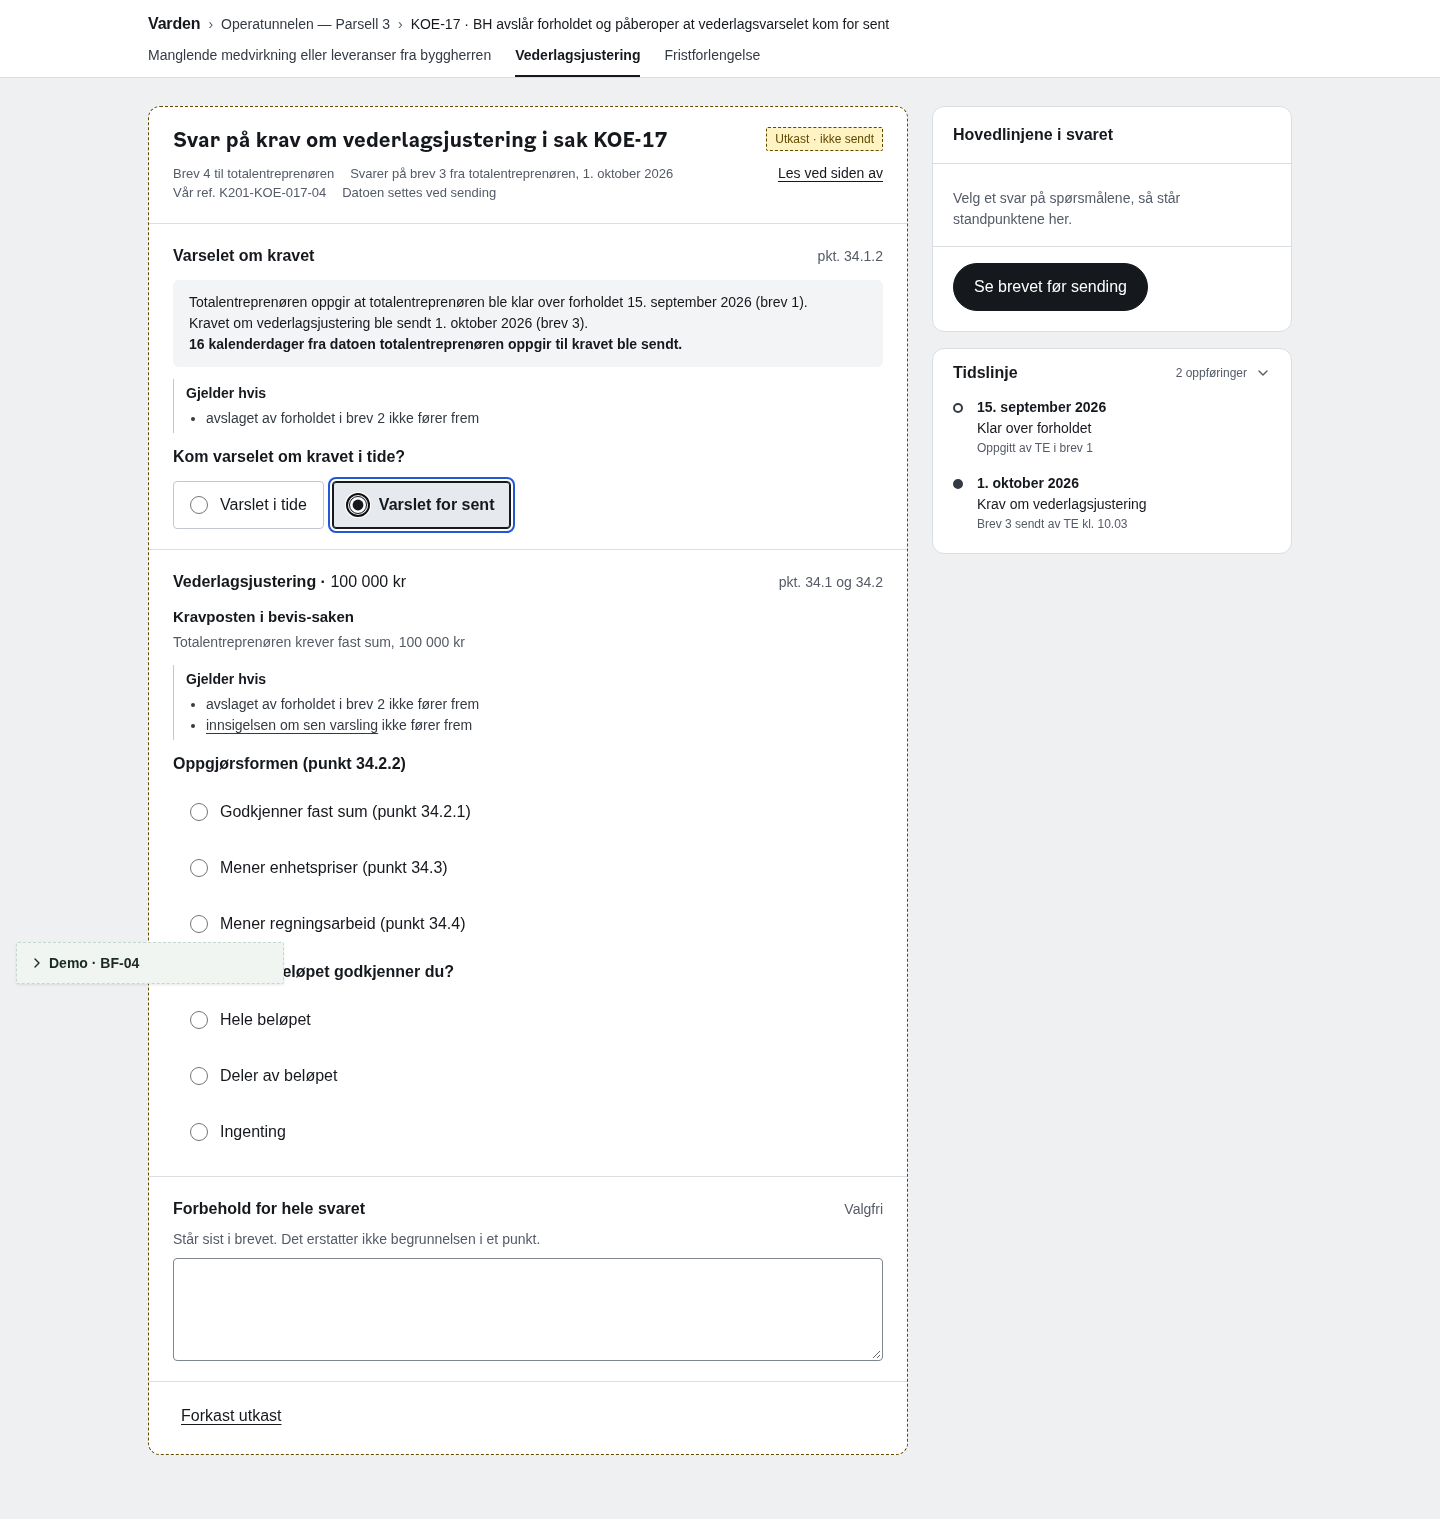 Varden › Operatunnelen — Parsell 3 › KOE-17 · BH avslår forholdet og påberoper at vederlagsvarselet kom for sent
Manglende medvirkning eller leveranser fra byggherren Vederlagsjustering Fristforlengelse
Svar på krav om vederlagsjustering i sak KOE-17
Utkast · ikke sendt
Brev 4 til totalentreprenøren Svarer på brev 3 fra totalentreprenøren, 1. oktober 2026
Les ved siden av
Vår ref. K201-KOE-017-04 Datoen settes ved sending
Varselet om kravet
pkt. 34.1.2
Totalentreprenøren oppgir at totalentreprenøren ble klar over forholdet 15. september 2026 (brev 1).
Kravet om vederlagsjustering ble sendt 1. oktober 2026 (brev 3).
16 kalenderdager fra datoen totalentreprenøren oppgir til kravet ble sendt.
Gjelder hvis
• avslaget av forholdet i brev 2 ikke fører frem
Kom varselet om kravet i tide?
Varslet i tide
Varslet for sent
Vederlagsjustering · 100 000 kr
pkt. 34.1 og 34.2
Kravposten i bevis-saken
Totalentreprenøren krever fast sum, 100 000 kr
Gjelder hvis
• avslaget av forholdet i brev 2 ikke fører frem
• innsigelsen om sen varsling ikke fører frem
Oppgjørsformen (punkt 34.2.2)
Godkjenner fast sum (punkt 34.2.1)
Mener enhetspriser (punkt 34.3)
Mener regningsarbeid (punkt 34.4)
Demo · BF-04
eløpet godkjenner du?
Hele beløpet
Deler av beløpet
Ingenting
Forbehold for hele svaret
Valgfri
Står sist i brevet. Det erstatter ikke begrunnelsen i et punkt.
Forkast utkast
Hovedlinjene i svaret
Velg et svar på spørsmålene, så står
standpunktene her.
Se brevet før sending
Tidslinje
2 oppføringer
15. september 2026
Klar over forholdet
Oppgitt av TE i brev 1
1. oktober 2026
Krav om vederlagsjustering
Brev 3 sendt av TE kl. 10.03